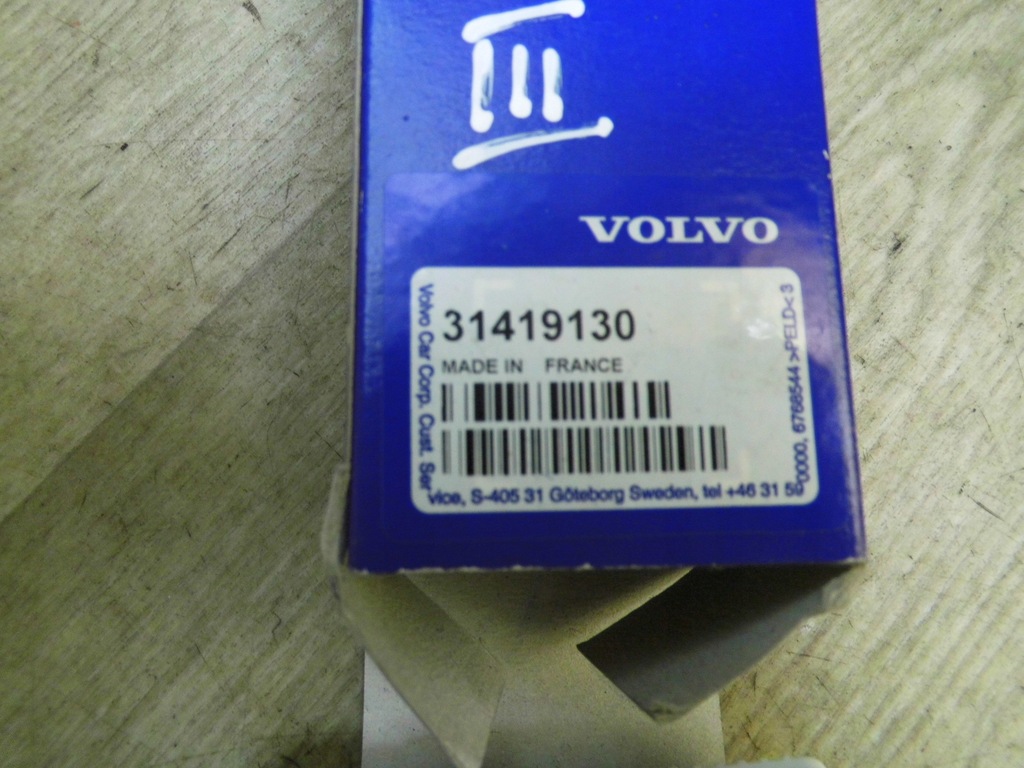 III
VOLVO
31419130
MADE IN FRANCE
Volvo Car Corp. Cust. Ser
vice, S-405 31 Göteborg Sweden, tel +46 31 59
0000, 6768544 >PELD< 3